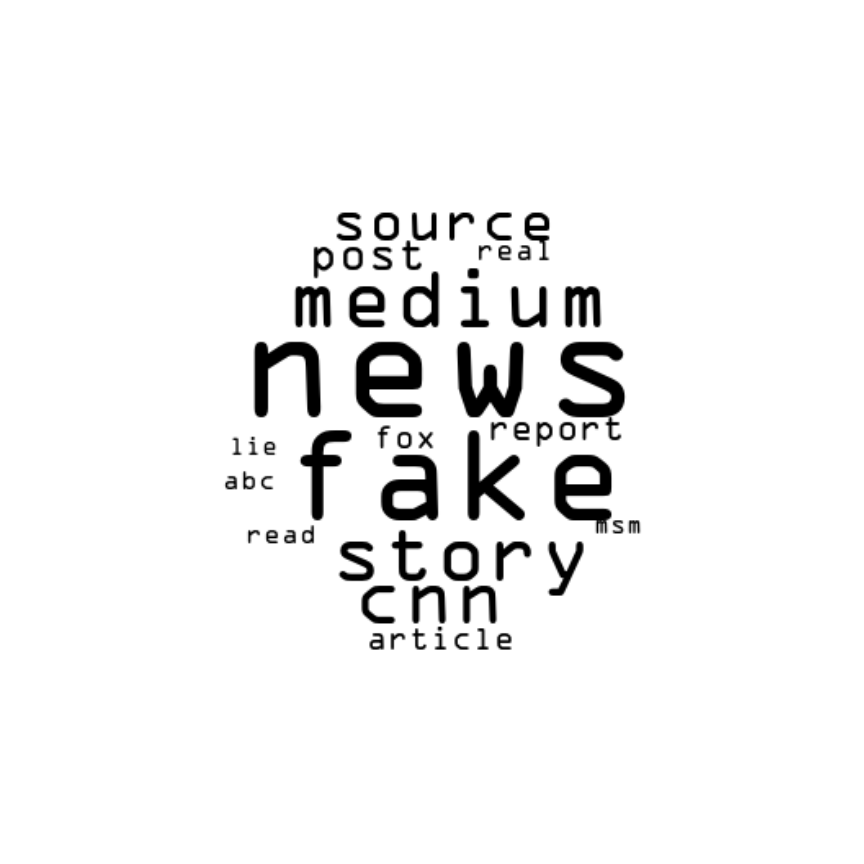 source
post real
medium
news
lie fox report
abc fake
read msm
story
cnn
article